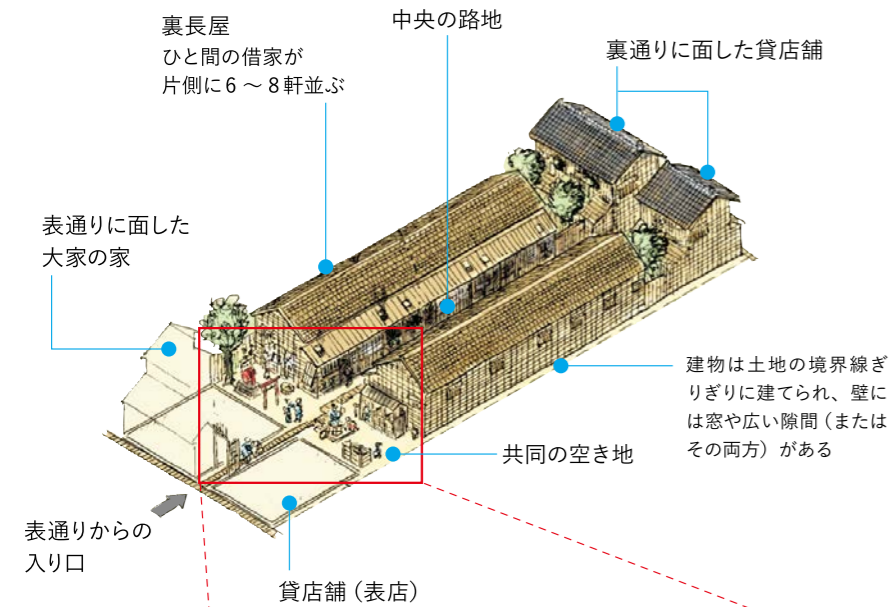 裏長屋
ひと間の借家が
片側に6～8軒並ぶ
中央の路地
裏通りに面した貸店舗
表通りに面した
大家の家
建物は土地の境界線ぎ
りぎりに建てられ、壁に
は窓や広い隙間（または
その両方）がある
共同の空き地
表通りからの
入り口
貸店舗（表店）